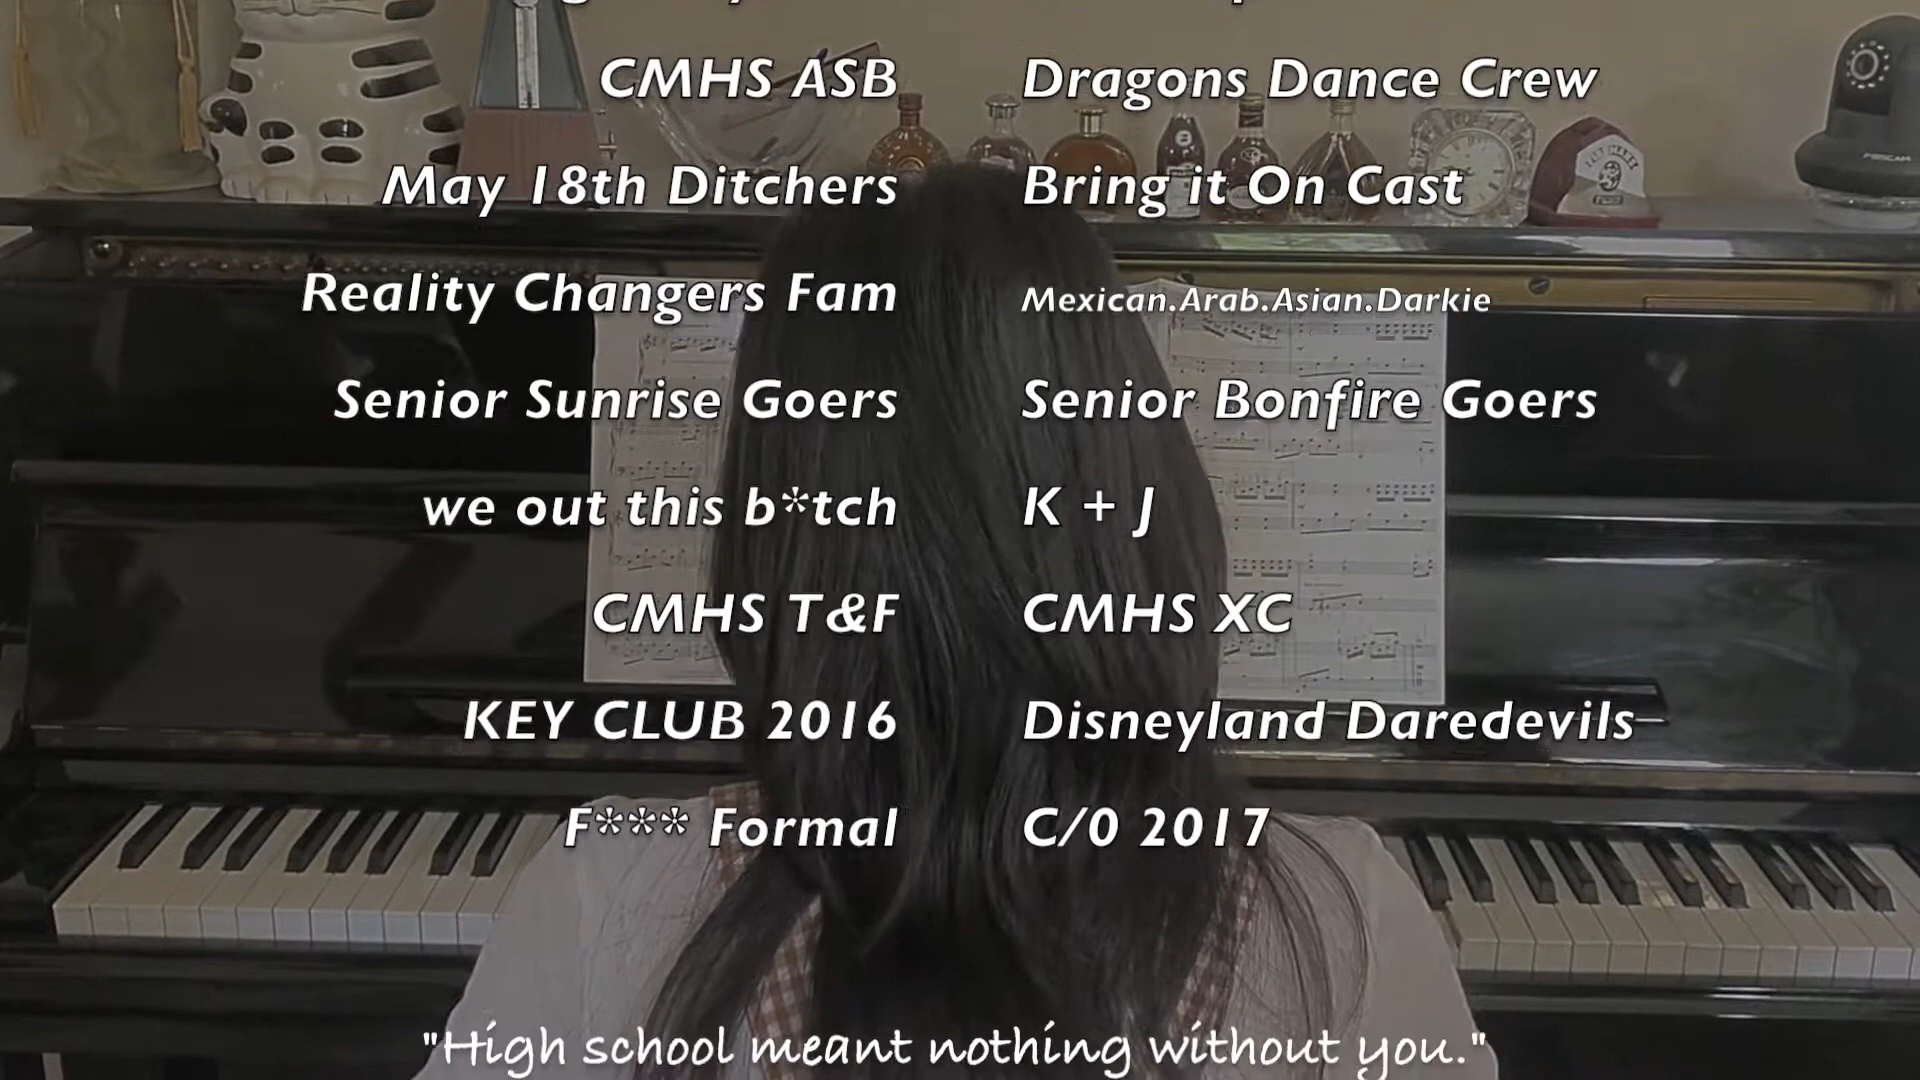 CMHS ASB Dragons Dance Crew
May 18th Ditchers Bring it On Cast
Reality Changers Fam Mexican.Arab.Asian.Darkie
Senior Sunrise Goers Senior Bonfire Goers
we out this b*tch K + J
CMHS T&F CMHS XC
KEY CLUB 2016 Disneyland Daredevils
F*** Formal C/0 2017
"High school meant nothing without you."